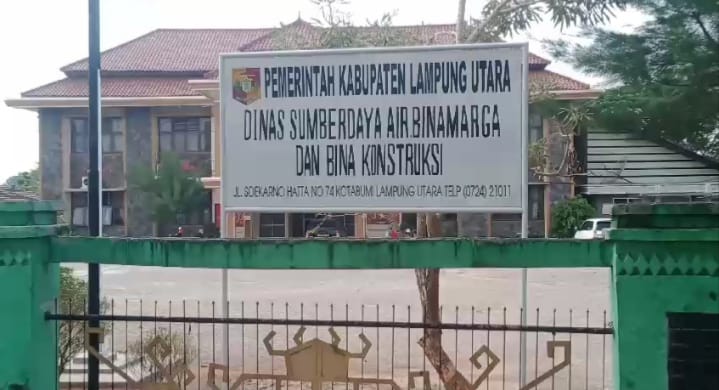 PEMERINTAH KABUPATEN LAMPUNG UTARA
DINAS SUMBERDAYA AIR.BINAMARGA
DAN BINA KONSTRUKSI
JL. SOEKARNO HATTA NO 74 KOTABUMI LAMPUNG UTARA TELP (0724) 21011